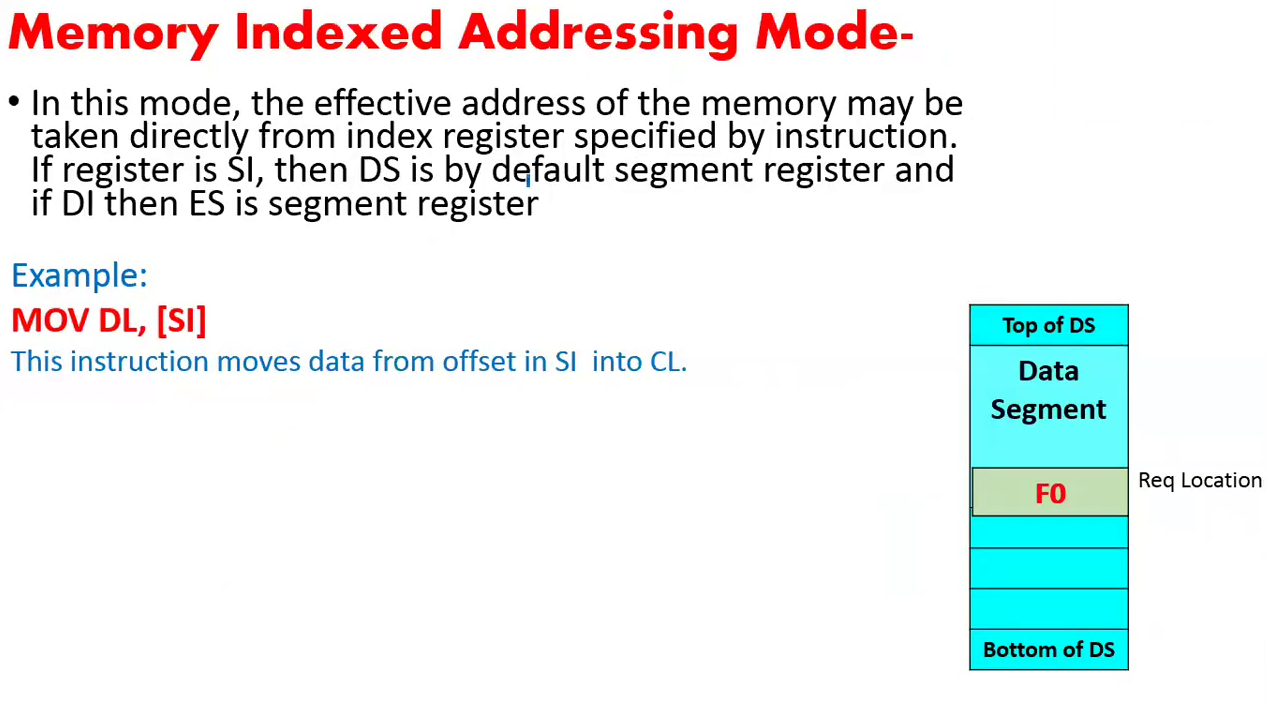 Memory Indexed Addressing Mode-
• In this mode, the effective address of the memory may be
taken directly from index register specified by instruction.
If register is SI, then DS is by default segment register and
if DI then ES is segment register
Example:
MOV DL, [SI]
This instruction moves data from offset in SI  into CL.
Top of DS
Data
Segment
F0
Req Location
Bottom of DS